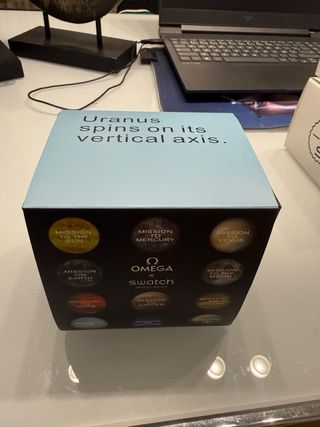 Uranus
spins on its
vertical axis.
MISSION
TO THE
SUN
MISSION
TO
MERCURY
MISSION
TO
VENUS
MISSION
ON
EARTH
Ω
OMEGA
×
swatch
MISSION
TO THE
MOON
MISSION
TO
MARS
MISSION
TO
JUPITER